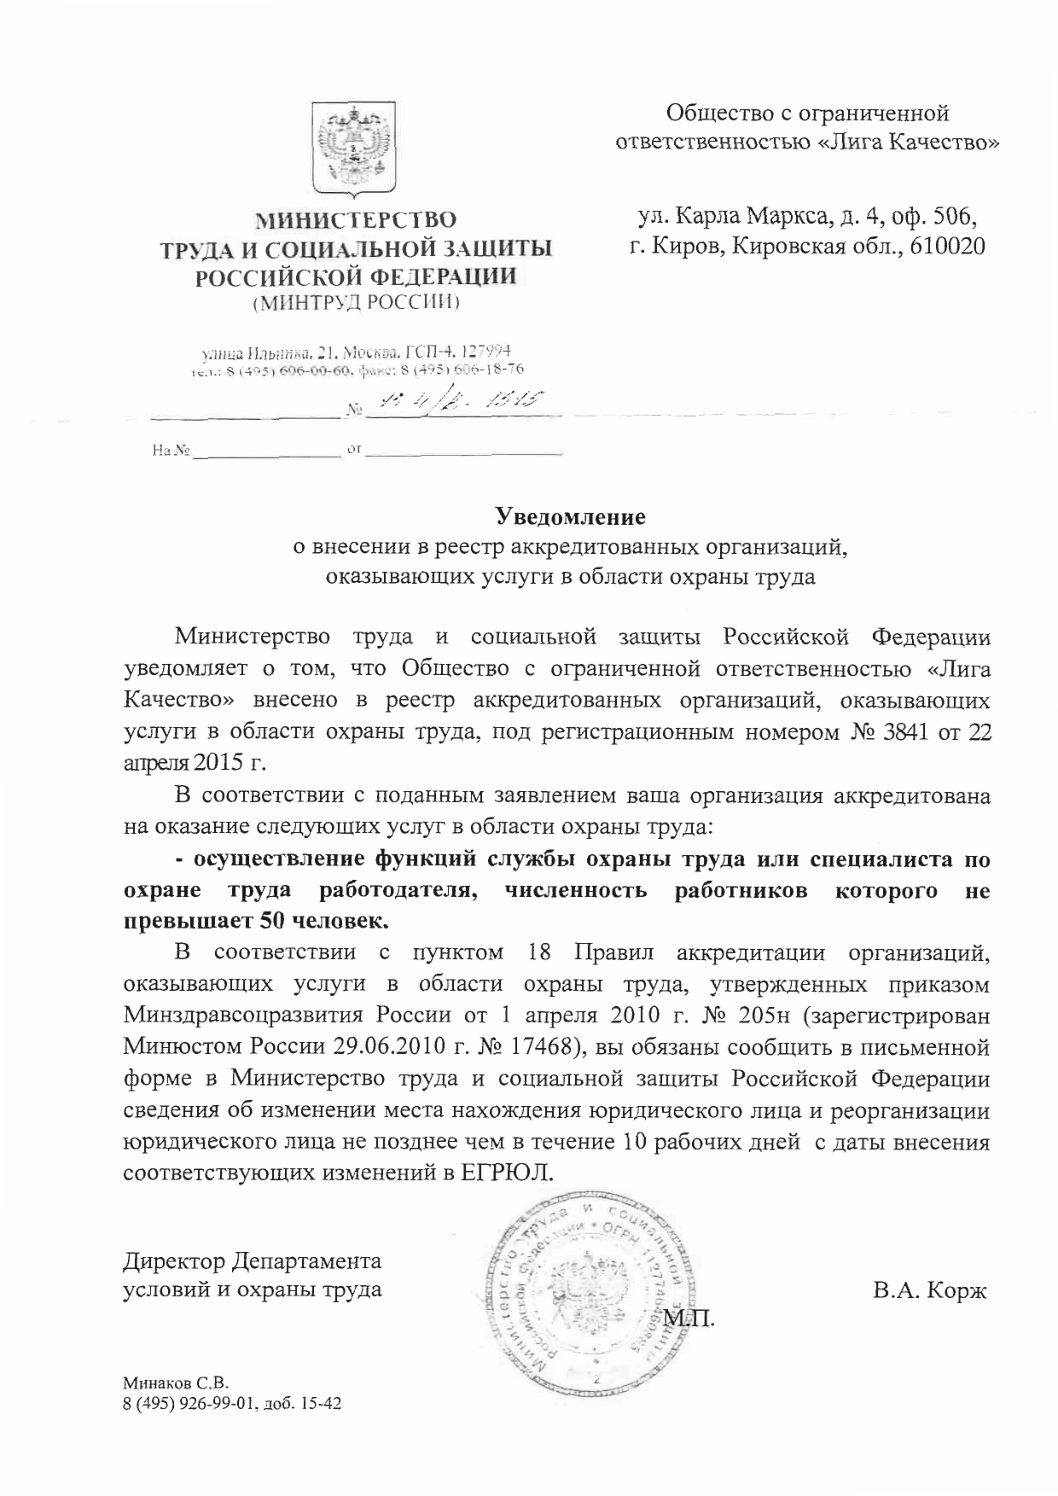 Общество с ограниченной
ответственностью «Лига Качество»
ул. Карла Маркса, д. 4, оф. 506,
г. Киров, Кировская обл., 610020
МИНИСТЕРСТВО
ТРУДА И СОЦИАЛЬНОЙ ЗАЩИТЫ
РОССИЙСКОЙ ФЕДЕРАЦИИ
(МИНТРУД РОССИИ)
улица Ильинка, 21, Москва, ГСП-4, 127994
тел.: 8 (495) 606-00-60, факс: 8 (495) 606-18-76
№
На № от
Уведомление
о внесении в реестр аккредитованных организаций,
оказывающих услуги в области охраны труда
Министерство труда и социальной защиты Российской Федерации
уведомляет о том, что Общество с ограниченной ответственностью «Лига
Качество» внесено в реестр аккредитованных организаций, оказывающих
услуги в области охраны труда, под регистрационным номером № 3841 от 22
апреля 2015 г.
В соответствии с поданным заявлением ваша организация аккредитована
на оказание следующих услуг в области охраны труда:
- осуществление функций службы охраны труда или специалиста по
охране труда работодателя, численность работников которого не
превышает 50 человек.
В соответствии с пунктом 18 Правил аккредитации организаций,
оказывающих услуги в области охраны труда, утвержденных приказом
Минздравсоцразвития России от 1 апреля 2010 г. № 205н (зарегистрирован
Минюстом России 29.06.2010 г. № 17468), вы обязаны сообщить в письменной
форме в Министерство труда и социальной защиты Российской Федерации
сведения об изменении места нахождения юридического лица и реорганизации
юридического лица не позднее чем в течение 10 рабочих дней с даты внесения
соответствующих изменений в ЕГРЮЛ.
Министерство труда и социальной защиты
Российской Федерации * ОГРН 1127746460885
2
Директор Департамента
условий и охраны труда
В.А. Корж
М.П.
Минаков С.В.
8 (495) 926-99-01, доб. 15-42